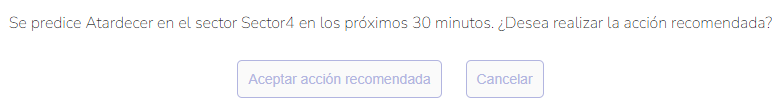 Se predice Atardecer en el sector Sector4 en los próximos 30 minutos. ¿Desea realizar la acción recomendada?
Aceptar acción recomendada Cancelar